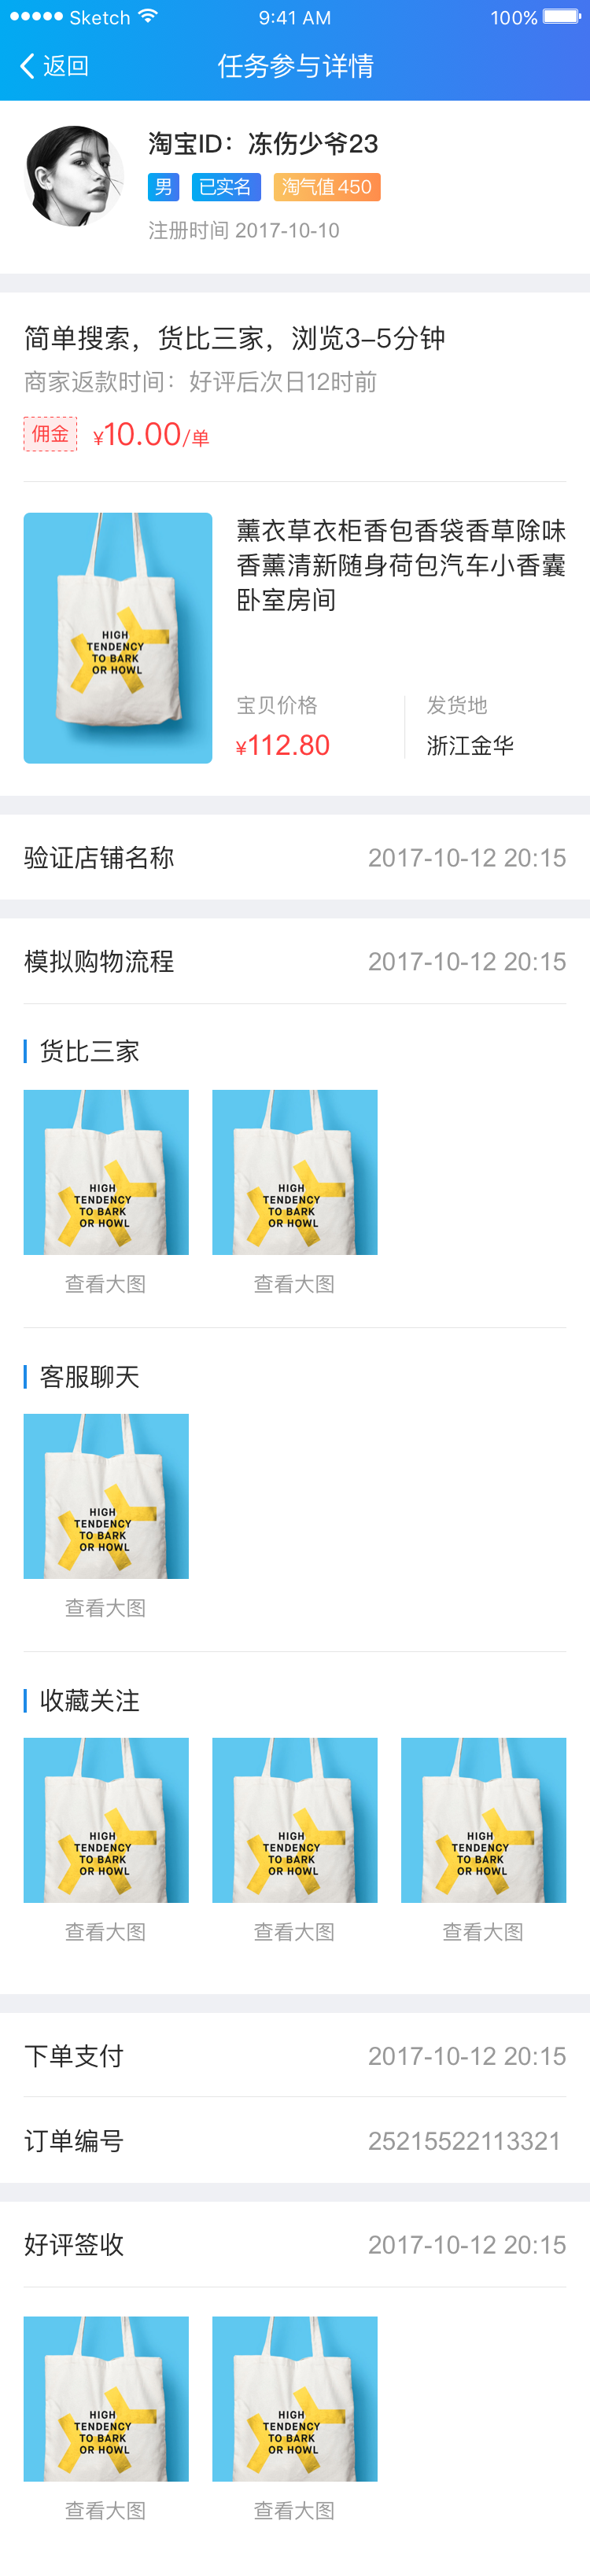 Sketch 9:41 AM 100%
返回 任务参与详情
淘宝ID：冻伤少爷23
男 已实名 淘气值 450
注册时间 2017-10-10
简单搜索，货比三家，浏览3-5分钟
商家返款时间：好评后次日12时前
佣金 ¥10.00/单
HIGH
TENDENCY
TO BARK
OR HOWL
薰衣草衣柜香包香袋香草除味
香薰清新随身荷包汽车小香囊
卧室房间
宝贝价格 发货地
¥112.80 浙江金华
验证店铺名称 2017-10-12 20:15
模拟购物流程 2017-10-12 20:15
货比三家
HIGH HIGH
TENDENCY TENDENCY
TO BARK TO BARK
OR HOWL OR HOWL
查看大图 查看大图
客服聊天
HIGH
TENDENCY
TO BARK
OR HOWL
查看大图
收藏关注
HIGH HIGH HIGH
TENDENCY TENDENCY TENDENCY
TO BARK TO BARK TO BARK
OR HOWL OR HOWL OR HOWL
查看大图 查看大图 查看大图
下单支付 2017-10-12 20:15
订单编号 25215522113321
好评签收 2017-10-12 20:15
HIGH HIGH
TENDENCY TENDENCY
TO BARK TO BARK
OR HOWL OR HOWL
查看大图 查看大图